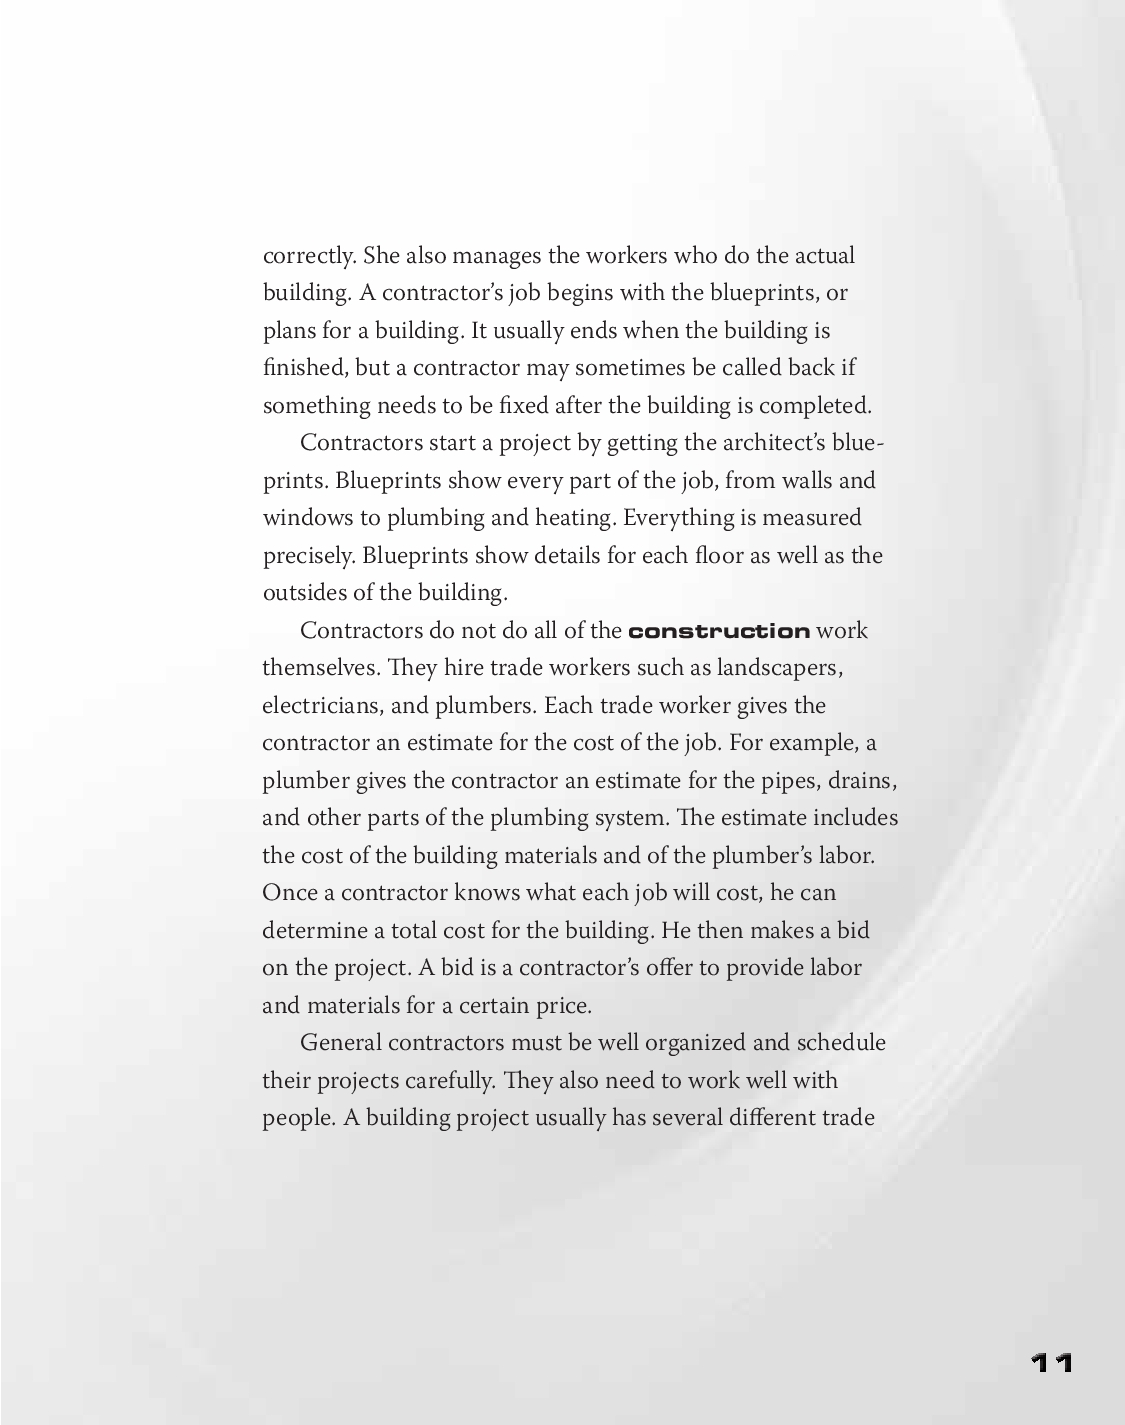 correctly. She also manages the workers who do the actual
building. A contractor’s job begins with the blueprints, or
plans for a building. It usually ends when the building is
finished, but a contractor may sometimes be called back if
something needs to be fixed after the building is completed.
Contractors start a project by getting the architect’s blue-
prints. Blueprints show every part of the job, from walls and
windows to plumbing and heating. Everything is measured
precisely. Blueprints show details for each floor as well as the
outsides of the building.
Contractors do not do all of the construction work
themselves. They hire trade workers such as landscapers,
electricians, and plumbers. Each trade worker gives the
contractor an estimate for the cost of the job. For example, a
plumber gives the contractor an estimate for the pipes, drains,
and other parts of the plumbing system. The estimate includes
the cost of the building materials and of the plumber’s labor.
Once a contractor knows what each job will cost, he can
determine a total cost for the building. He then makes a bid
on the project. A bid is a contractor’s offer to provide labor
and materials for a certain price.
General contractors must be well organized and schedule
their projects carefully. They also need to work well with
people. A building project usually has several different trade
11